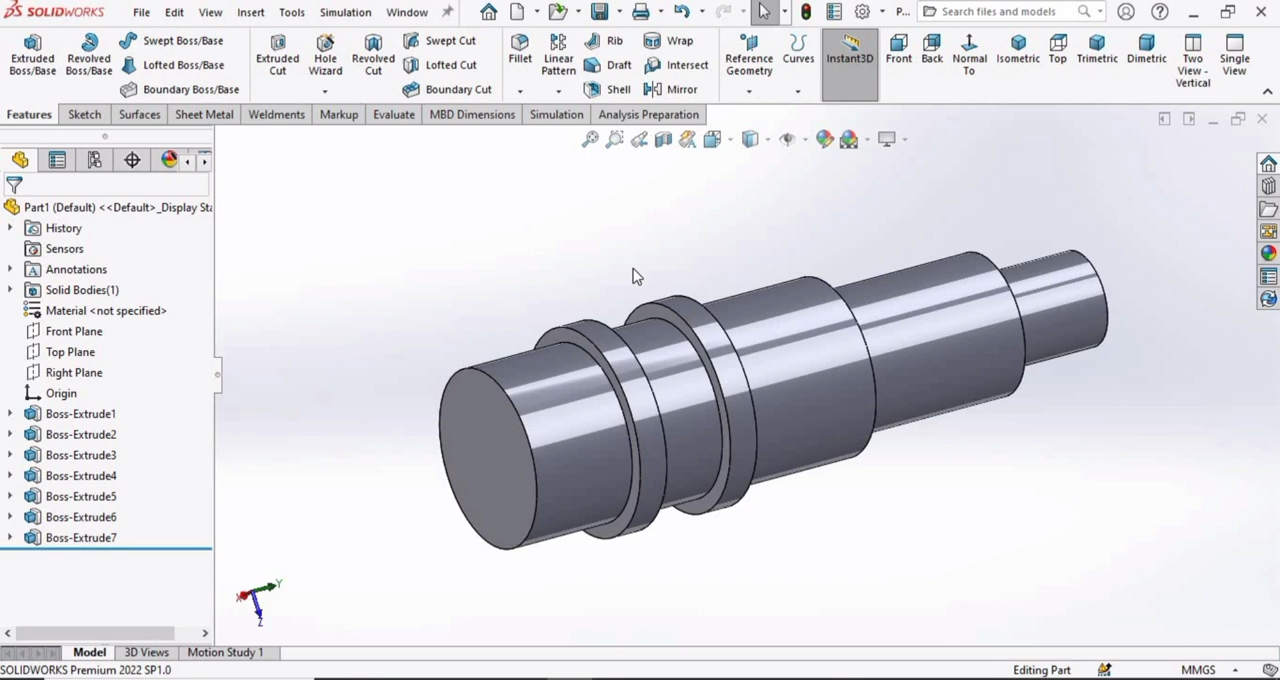 SOLIDWORKS File Edit View Insert Tools Simulation Window P... Search files and models
Extruded Boss/Base
Revolved Boss/Base
Swept Boss/Base
Lofted Boss/Base
Boundary Boss/Base
Extruded Cut
Hole Wizard
Revolved Cut
Swept Cut
Lofted Cut
Boundary Cut
Fillet
Linear Pattern
Rib
Draft
Shell
Wrap
Intersect
Mirror
Reference Geometry
Curves
Instant3D
Front
Back
Normal To
Isometric
Top
Trimetric
Dimetric
Two View - Vertical
Single View
Features Sketch Surfaces Sheet Metal Weldments Markup Evaluate MBD Dimensions Simulation Analysis Preparation
Part1 (Default) <<Default>_Display Sta
History
Sensors
Annotations
Solid Bodies(1)
Material <not specified>
Front Plane
Top Plane
Right Plane
Origin
Boss-Extrude1
Boss-Extrude2
Boss-Extrude3
Boss-Extrude4
Boss-Extrude5
Boss-Extrude6
Boss-Extrude7
Y
X
Z
Model 3D Views Motion Study 1
SOLIDWORKS Premium 2022 SP1.0 Editing Part MMGS